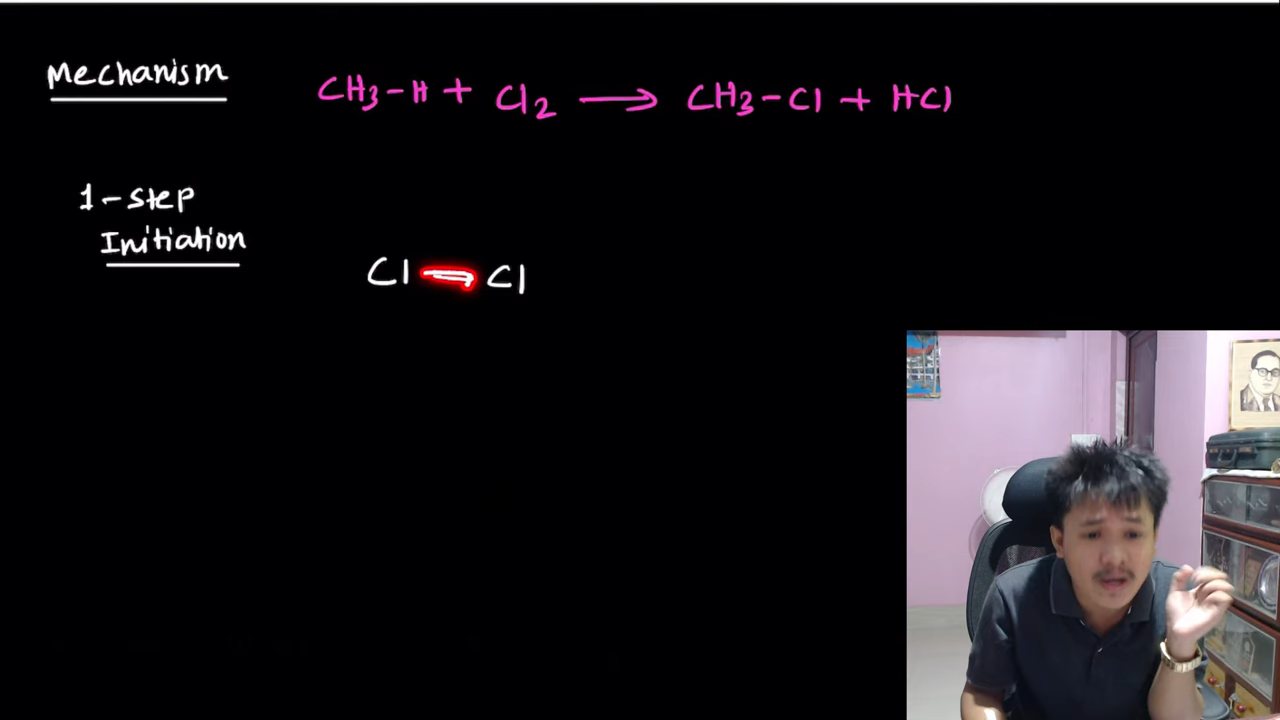 Mechanism
CH3-H + Cl2 → CH3-Cl + HCl
1-step
Initiation
Cl-Cl